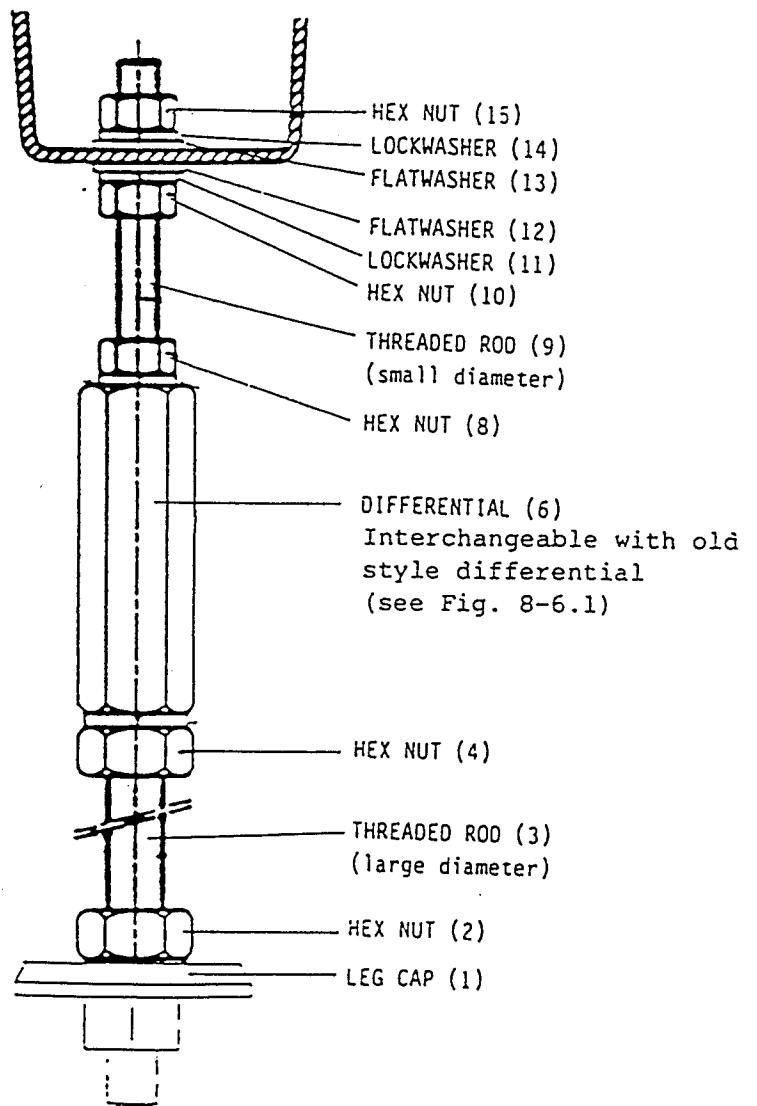 HEX NUT (15)
LOCKWASHER (14)
FLATWASHER (13)
FLATWASHER (12)
LOCKWASHER (11)
HEX NUT (10)
THREADED ROD (9)
(small diameter)
HEX NUT (8)
DIFFERENTIAL (6)
Interchangeable with old
style differential
(see Fig. 8-6.1)
HEX NUT (4)
THREADED ROD (3)
(large diameter)
HEX NUT (2)
LEG CAP (1)